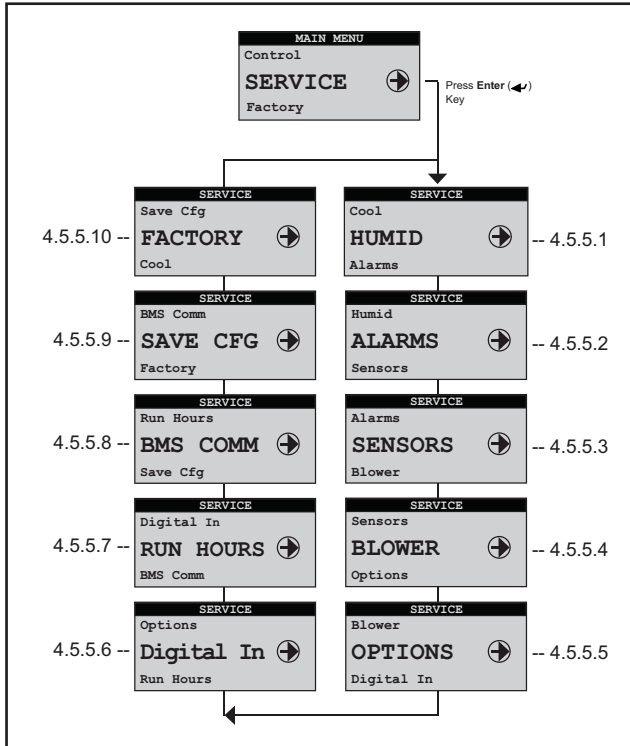 MAIN MENU
Control
SERVICE
Factory
Press Enter (↵)
Key
SERVICE
Save Cfg
4.5.5.10 -- FACTORY
Cool
SERVICE
Cool
HUMID -- 4.5.5.1
Alarms
SERVICE
BMS Comm
4.5.5.9 -- SAVE CFG
Factory
SERVICE
Humid
ALARMS -- 4.5.5.2
Sensors
SERVICE
Run Hours
4.5.5.8 -- BMS COMM
Save Cfg
SERVICE
Alarms
SENSORS -- 4.5.5.3
Blower
SERVICE
Digital In
4.5.5.7 -- RUN HOURS
BMS Comm
SERVICE
Sensors
BLOWER -- 4.5.5.4
Options
SERVICE
Options
4.5.5.6 -- Digital In
Run Hours
SERVICE
Blower
OPTIONS -- 4.5.5.5
Digital In